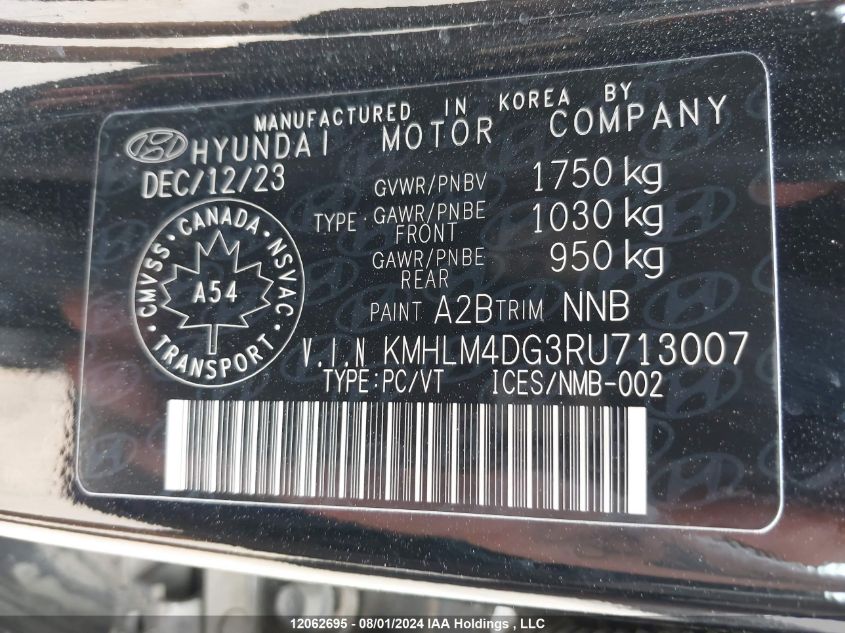 MANUFACTURED IN KOREA BY
HYUNDAI MOTOR COMPANY
DEC/12/23 GVWR/PNBV 1750 kg
TYPE · GAWR/PNBE FRONT 1030 kg
GAWR/PNBE REAR 950 kg
CMVSS · CANADA · NSVAC · TRANSPORT ·
A54
PAINT A2B TRIM NNB
V.I.N KMHLM4DG3RU713007
TYPE:PC/VT ICES/NMB-002
12062695 - 08/01/2024 IAA Holdings , LLC